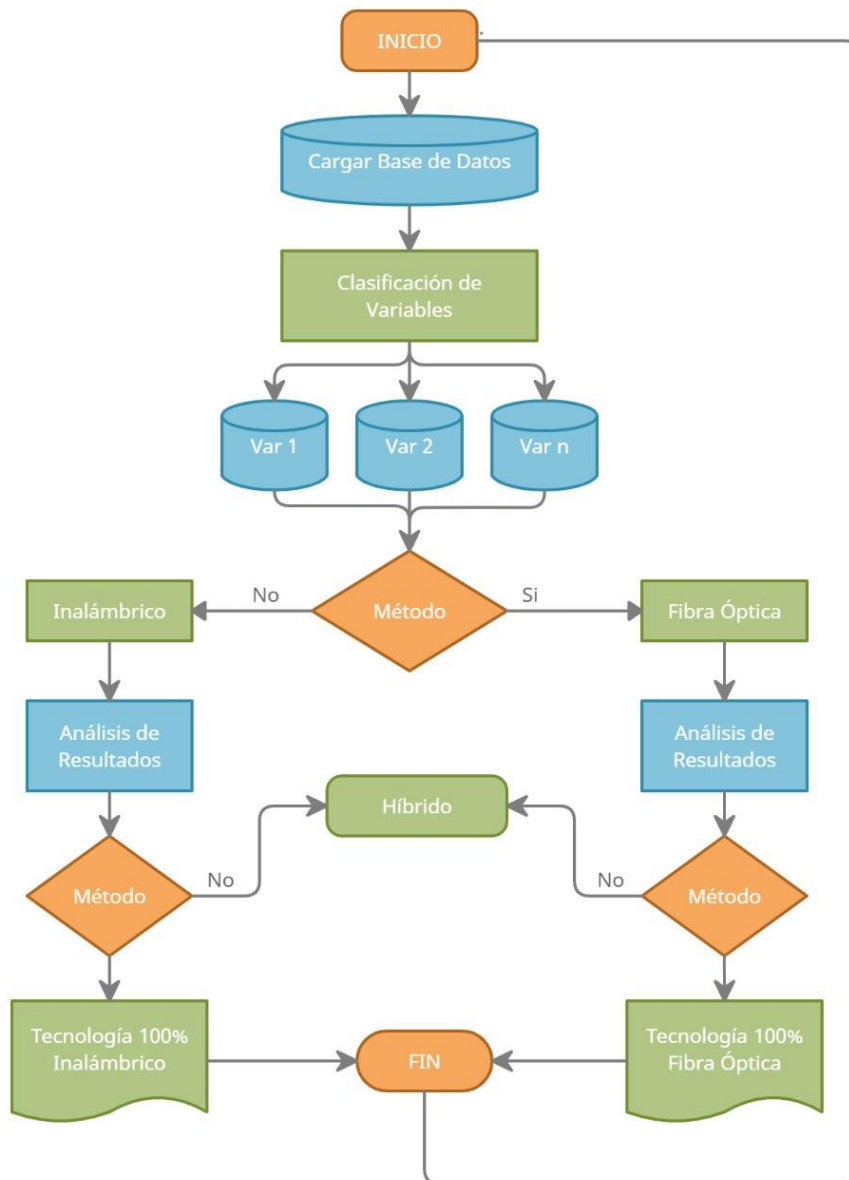 INICIO
Cargar Base de Datos
Clasificación de
Variables
Var 1
Var 2
Var n
Inalámbrico
No
Método
Si
Fibra Óptica
Análisis de
Resultados
Análisis de
Resultados
Híbrido
Método
No
No
Método
Tecnología 100%
Inalámbrico
FIN
Tecnología 100%
Fibra Óptica